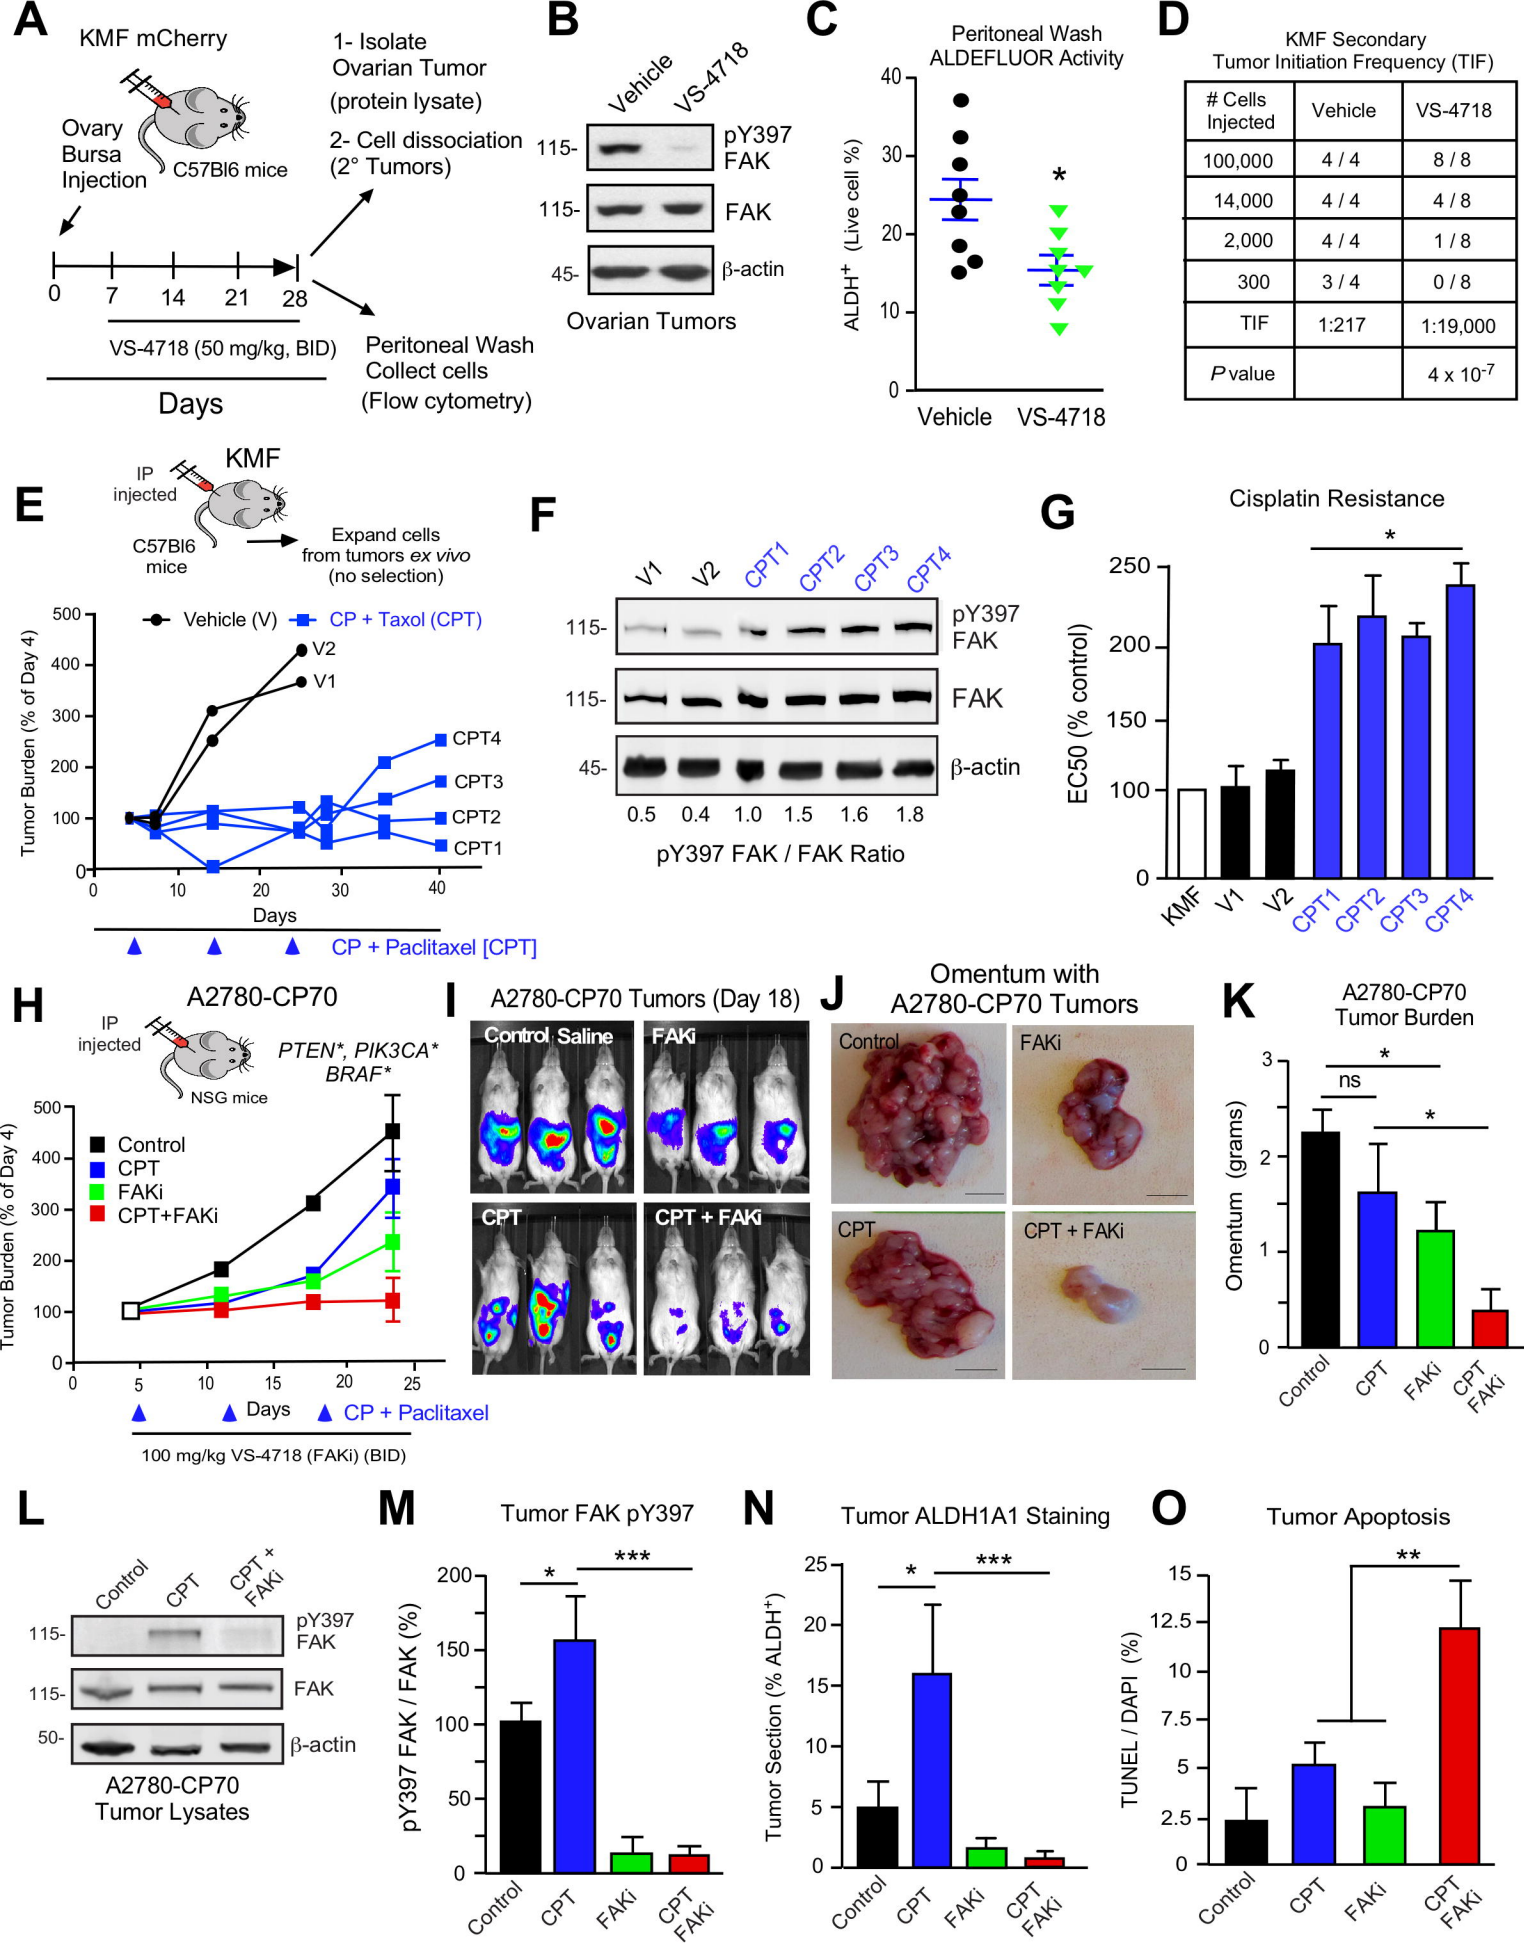 A
KMF mCherry
Ovary
Bursa
Injection
C57Bl6 mice
1- Isolate
Ovarian Tumor
(protein lysate)
2- Cell dissociation
(2° Tumors)
0 7 14 21 28
VS-4718 (50 mg/kg, BID)
Days
Peritoneal Wash
Collect cells
(Flow cytometry)
B
Vehicle VS-4718
115- pY397
FAK
115- FAK
45- β-actin
Ovarian Tumors
C
Peritoneal Wash
ALDEFLUOR Activity
ALDH+ (Live cell %)
40
30
20
10
0
*
Vehicle VS-4718
D
KMF Secondary
Tumor Initiation Frequency (TIF)
# Cells
Injected Vehicle VS-4718
100,000 4 / 4 8 / 8
14,000 4 / 4 4 / 8
2,000 4 / 4 1 / 8
300 3 / 4 0 / 8
TIF 1:217 1:19,000
P value 4 x 10-7
E
IP
injected
KMF
C57Bl6
mice
Expand cells
from tumors ex vivo
(no selection)
Vehicle (V) CP + Taxol (CPT)
Tumor Burden (% of Day 4)
500
400
300
200
100
0
V2
V1
CPT4
CPT3
CPT2
CPT1
0 10 20 30 40
Days
CP + Paclitaxel [CPT]
F
V1 V2 CPT1 CPT2 CPT3 CPT4
115- pY397
FAK
115- FAK
45- β-actin
0.5 0.4 1.0 1.5 1.6 1.8
pY397 FAK / FAK Ratio
G
Cisplatin Resistance
*
EC50 (% control)
250
200
150
100
0
KMF V1 V2 CPT1 CPT2 CPT3 CPT4
H
A2780-CP70
IP
injected
NSG mice
PTEN*, PIK3CA*
BRAF*
Tumor Burden (% of Day 4)
500
400
300
200
100
0
Control
CPT
FAKi
CPT+FAKi
0 5 10 15 20 25
Days CP + Paclitaxel
100 mg/kg VS-4718 (FAKi) (BID)
I
A2780-CP70 Tumors (Day 18)
Control Saline FAKi
CPT CPT + FAKi
J
Omentum with
A2780-CP70 Tumors
Control FAKi
CPT CPT + FAKi
K
A2780-CP70
Tumor Burden
Omentum (grams)
3
2
1
0
*
ns
*
Control CPT FAKi CPT
FAKi
L
Control CPT CPT +
FAKi
115- pY397
FAK
115- FAK
50- β-actin
A2780-CP70
Tumor Lysates
M
Tumor FAK pY397
pY397 FAK / FAK (%)
200
150
100
50
0
* ***
Control CPT FAKi CPT
FAKi
N
Tumor ALDH1A1 Staining
Tumor Section (% ALDH+)
25
20
15
10
5
0
* ***
Control CPT FAKi CPT
FAKi
O
Tumor Apoptosis
TUNEL / DAPI (%)
15
12.5
10
7.5
5
2.5
0
**
Control CPT FAKi CPT
FAKi